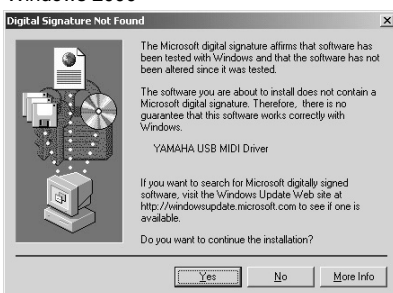 Digital Signature Not Found
The Microsoft digital signature affirms that software has
been tested with Windows and that the software has not
been altered since it was tested.
The software you are about to install does not contain a
Microsoft digital signature. Therefore, there is no
guarantee that this software works correctly with
Windows.
YAMAHA USB MIDI Driver
If you want to search for Microsoft digitally signed
software, visit the Windows Update Web site at
http://windowsupdate.microsoft.com to see if one is
available.
Do you want to continue the installation?
Yes No More Info